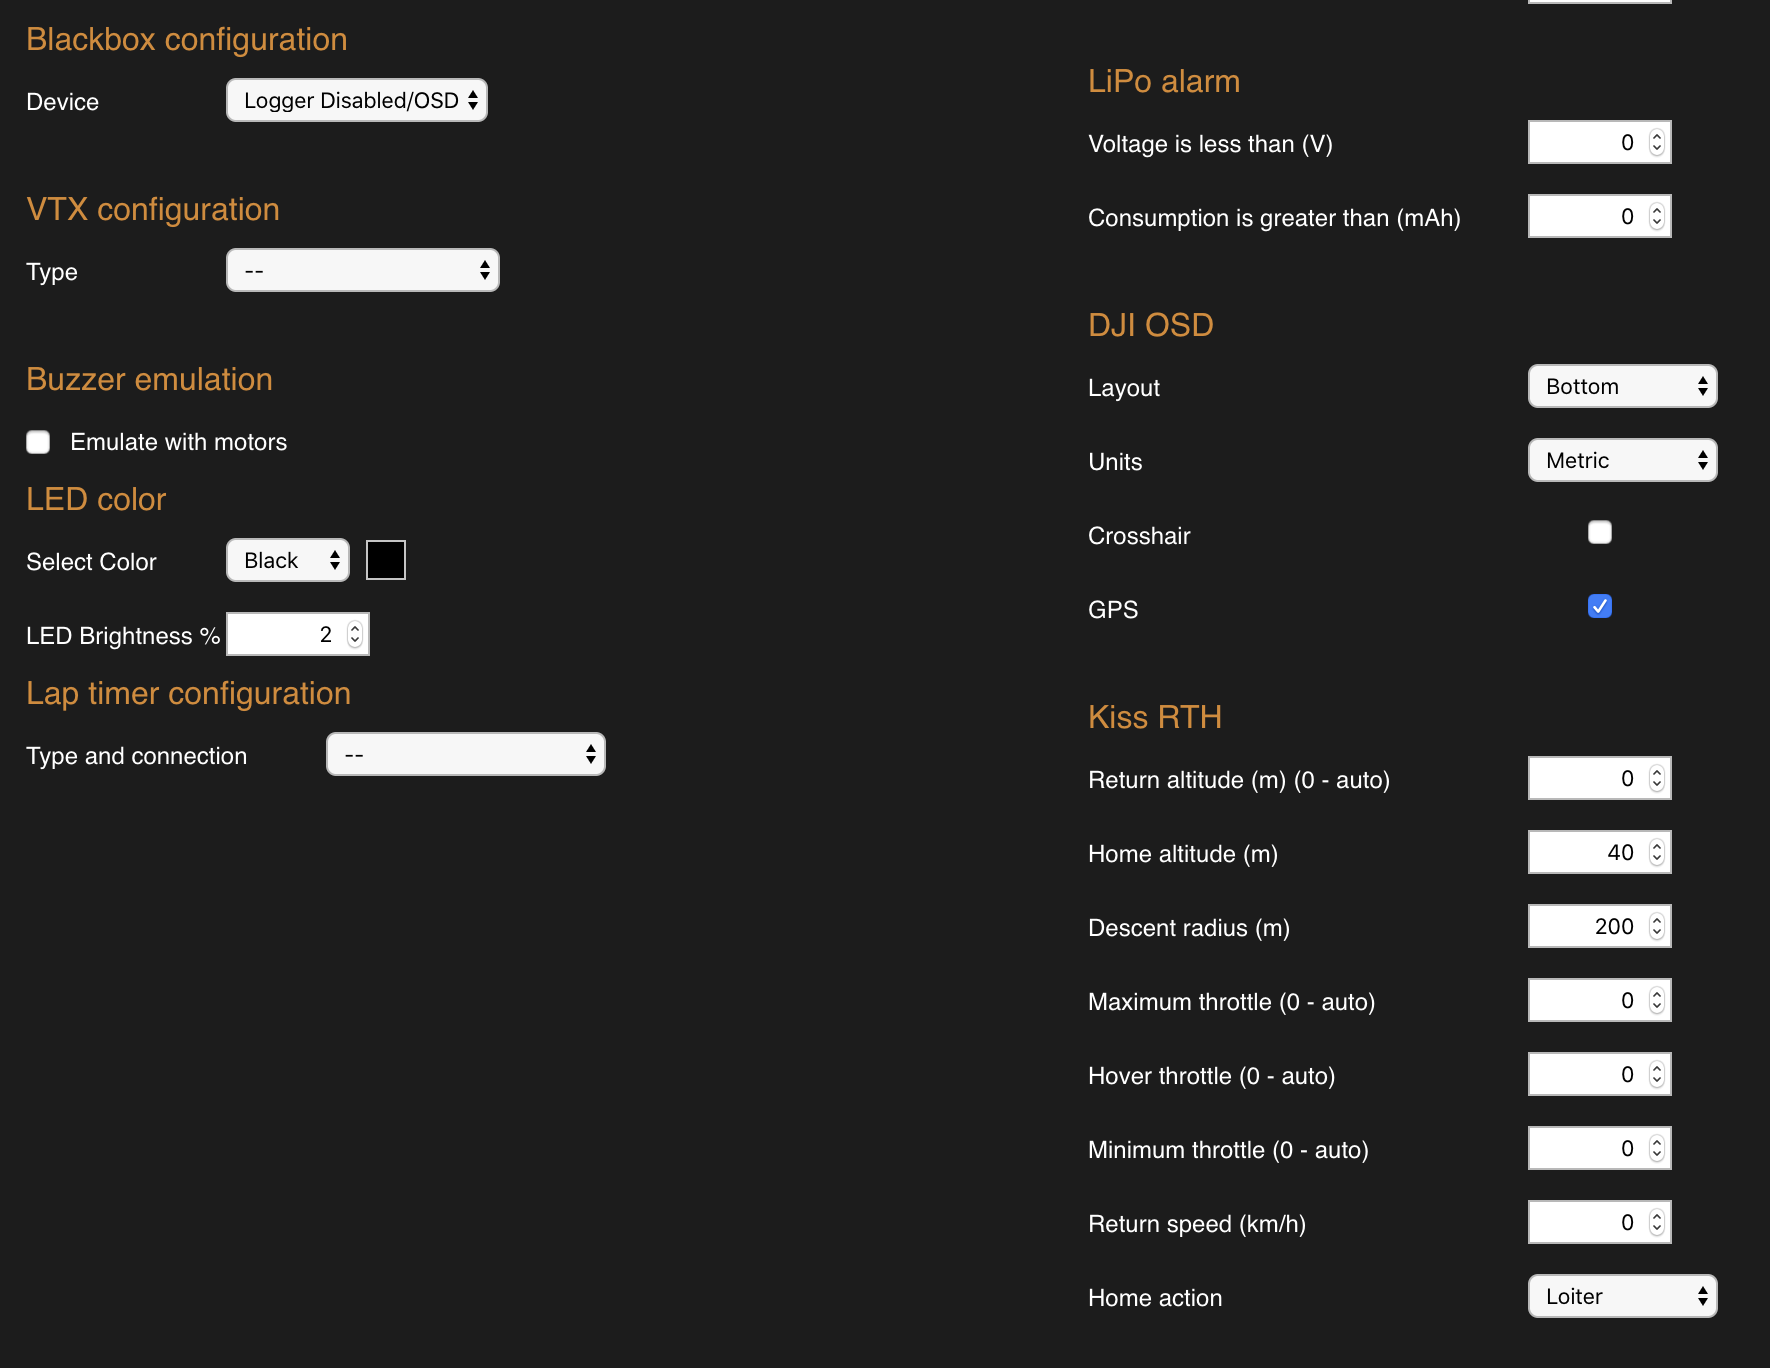 Blackbox configuration
Device Logger Disabled/OSD
VTX configuration
Type --
Buzzer emulation
Emulate with motors
LED color
Select Color Black
LED Brightness % 2
Lap timer configuration
Type and connection --
LiPo alarm
Voltage is less than (V) 0
Consumption is greater than (mAh) 0
DJI OSD
Layout Bottom
Units Metric
Crosshair
GPS
Kiss RTH
Return altitude (m) (0 - auto) 0
Home altitude (m) 40
Descent radius (m) 200
Maximum throttle (0 - auto) 0
Hover throttle (0 - auto) 0
Minimum throttle (0 - auto) 0
Return speed (km/h) 0
Home action Loiter